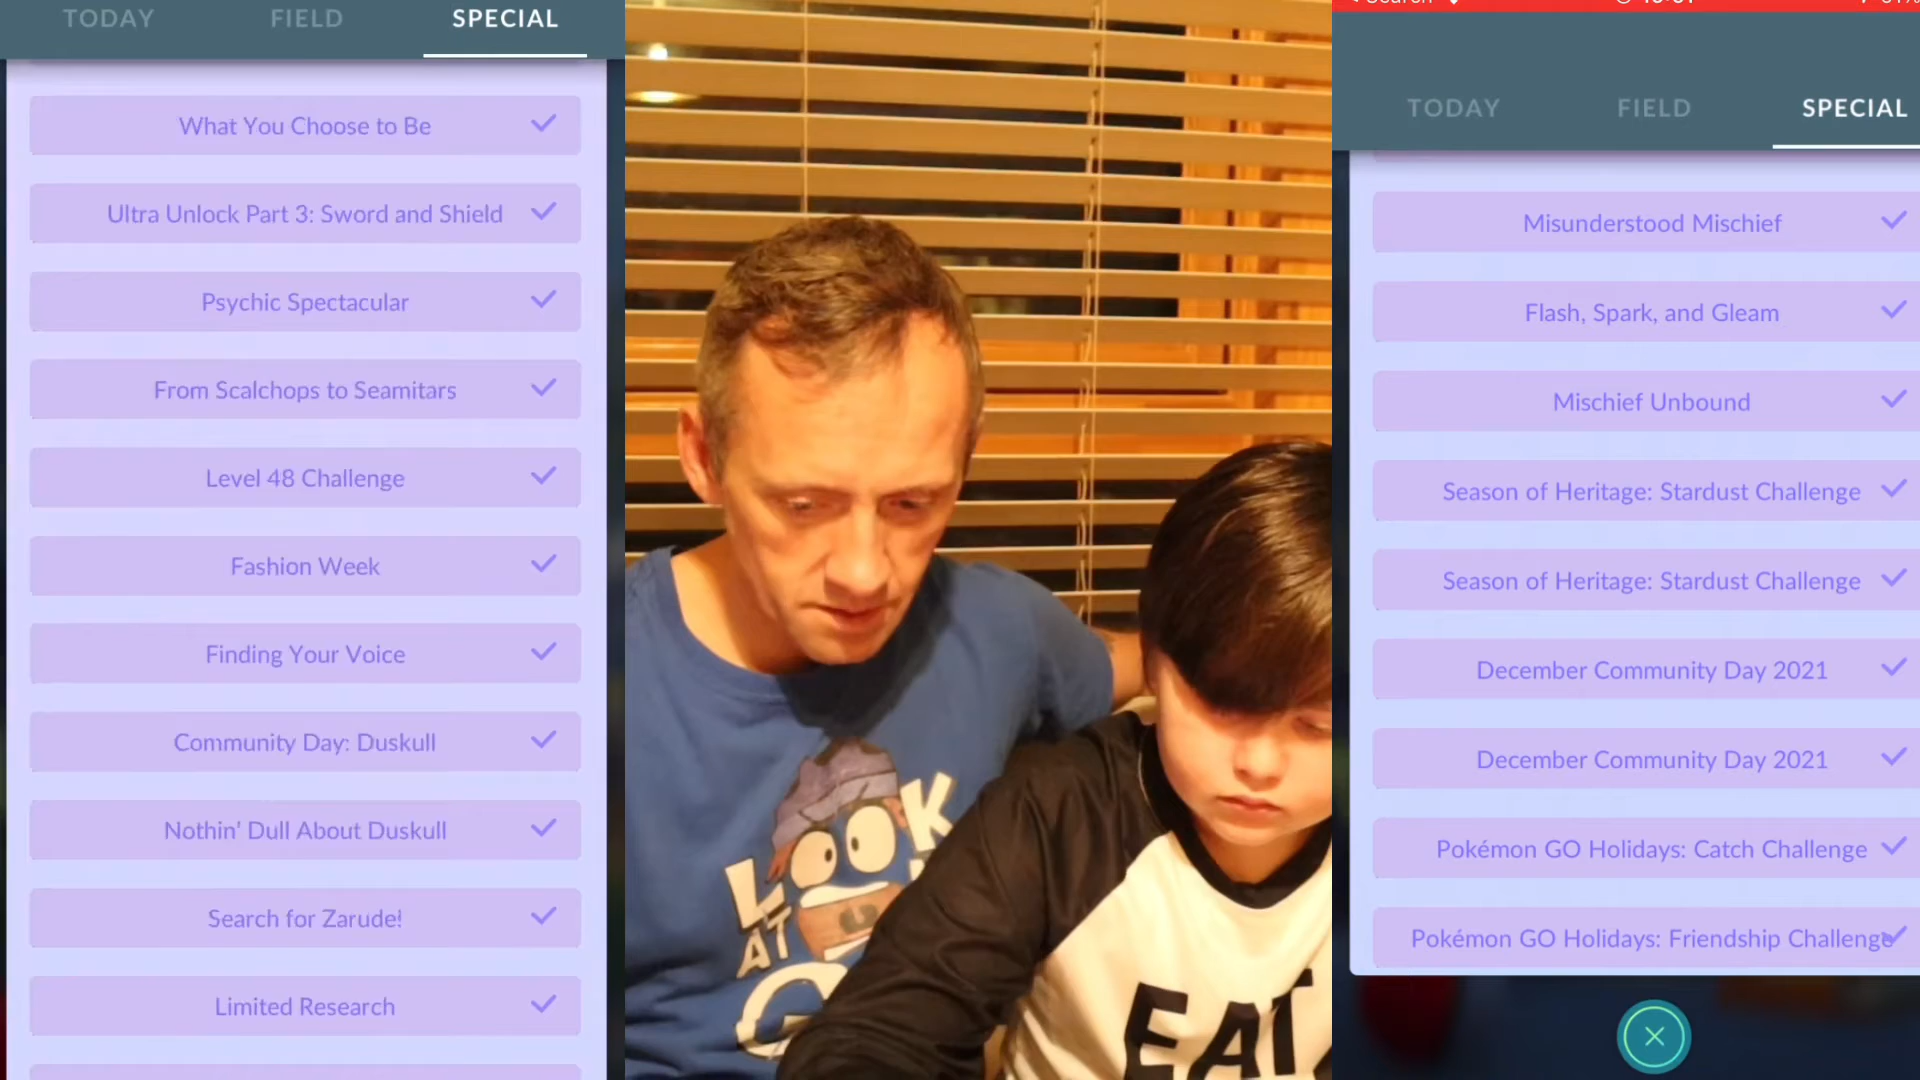 TODAY
FIELD
SPECIAL
What You Choose to Be
Ultra Unlock Part 3: Sword and Shield
Psychic Spectacular
From Scalchops to Seamitars
Level 48 Challenge
Fashion Week
Finding Your Voice
Community Day: Duskull
Nothin' Dull About Duskull
Search for Zarude!
Limited Research
LOOK
AT
EAT
TODAY
FIELD
SPECIAL
Misunderstood Mischief
Flash, Spark, and Gleam
Mischief Unbound
Season of Heritage: Stardust Challenge
Season of Heritage: Stardust Challenge
December Community Day 2021
December Community Day 2021
Pokémon GO Holidays: Catch Challenge
Pokémon GO Holidays: Friendship Challenge